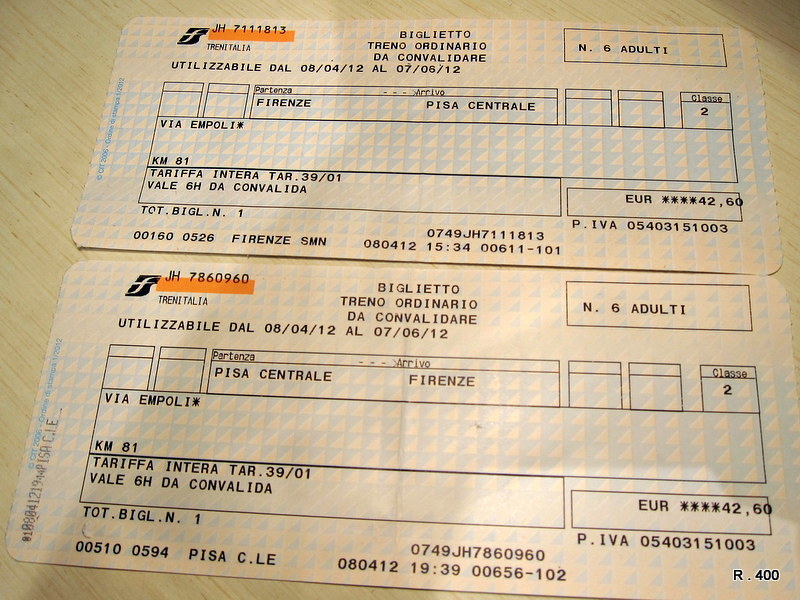 JH 7111813
TRENITALIA
BIGLIETTO
TRENO ORDINARIO
DA CONVALIDARE
N. 6 ADULTI
UTILIZZABILE DAL 08/04/12 AL 07/06/12
Partenza - - - Arrivo
FIRENZE PISA CENTRALE
Classe
2
VIA EMPOLI*
KM 81
TARIFFA INTERA TAR.39/01
VALE 6H DA CONVALIDA
EUR ****42,60
TOT.BIGL.N. 1
P.IVA 05403151003
0749JH7111813
00160 0526 FIRENZE SMN
080412 15:34 00611-101
JH 7860960
TRENITALIA
BIGLIETTO
TRENO ORDINARIO
DA CONVALIDARE
N. 6 ADULTI
UTILIZZABILE DAL 08/04/12 AL 07/06/12
Partenza - - - Arrivo
PISA CENTRALE FIRENZE
Classe
2
VIA EMPOLI*
KM 81
TARIFFA INTERA TAR.39/01
VALE 6H DA CONVALIDA
EUR ****42,60
TOT.BIGL.N. 1
P.IVA 05403151003
0749JH7860960
00510 0594 PISA C.LE
080412 19:39 00656-102
PISA C.LE
R . 400